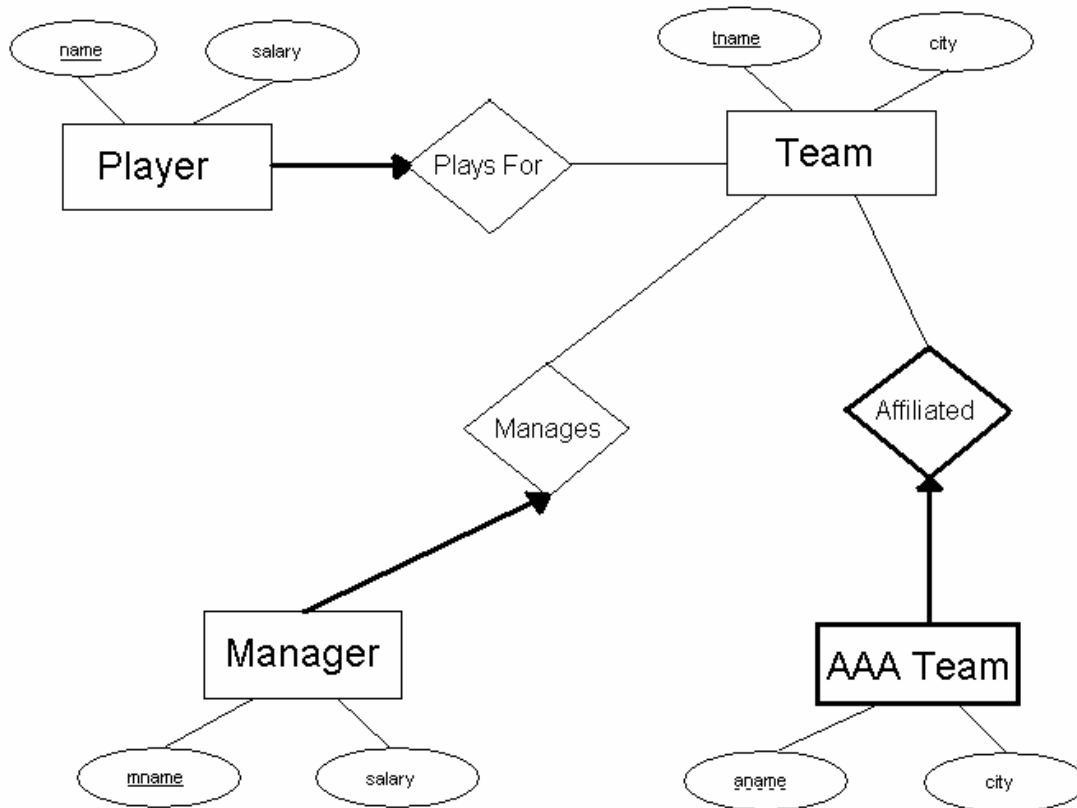 name
salary
tname
city
Player
Plays For
Team
Manages
Affiliated
Manager
AAA Team
mname
salary
aname
city